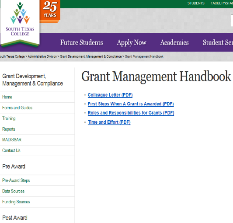 STUDENTS
25
YEARS
SOUTH TEXAS
COLLEGE
Future Students Apply Now Academics Student Ser
South Texas College > Administrative Division > Grant Development, Management & Compliance > Grant Management Handbook
Grant Development,
Management & Compliance
Home
Forms and Guides
Training
Reports
Contact Us
Pre Award
Pre-Award Steps
Data Sources
Funding Sources
Post Award
Grant Management Handbook
Colleague Letter (PDF)
First Steps When A Grant is Awarded (PDF)
Roles and Responsibilities for Grants (PDF)
Time and Effort (PDF)